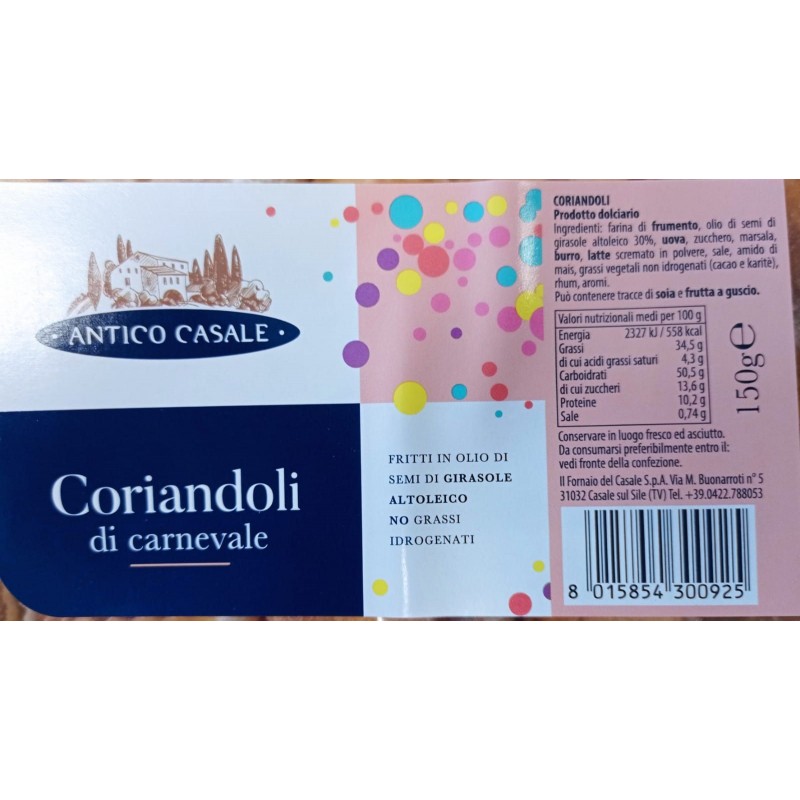 • ANTICO CASALE •
Coriandoli
di carnevale
FRITTI IN OLIO DI
SEMI DI GIRASOLE
ALTOLEICO
NO GRASSI
IDROGENATI
CORIANDOLI
Prodotto dolciario
Ingredienti: farina di frumento, olio di semi di
girasole altoleico 30%, uova, zucchero, marsala,
burro, latte scremato in polvere, sale, amido di
mais, grassi vegetali non idrogenati (cacao e karitè),
rhum, aromi.
Può contenere tracce di soia e frutta a guscio.
Valori nutrizionali medi per 100 g
Energia 2327 kJ / 558 kcal
Grassi 34,5 g
di cui acidi grassi saturi 4,3 g
Carboidrati 50,5 g
di cui zuccheri 13,6 g
Proteine 10,2 g
Sale 0,74 g
150g e
Conservare in luogo fresco ed asciutto.
Da consumarsi preferibilmente entro il:
vedi fronte della confezione.
Il Fornaio del Casale S.p.A. Via M. Buonarroti n° 5
31032 Casale sul Sile (TV) Tel. +39.0422.788053
8 015854 300925